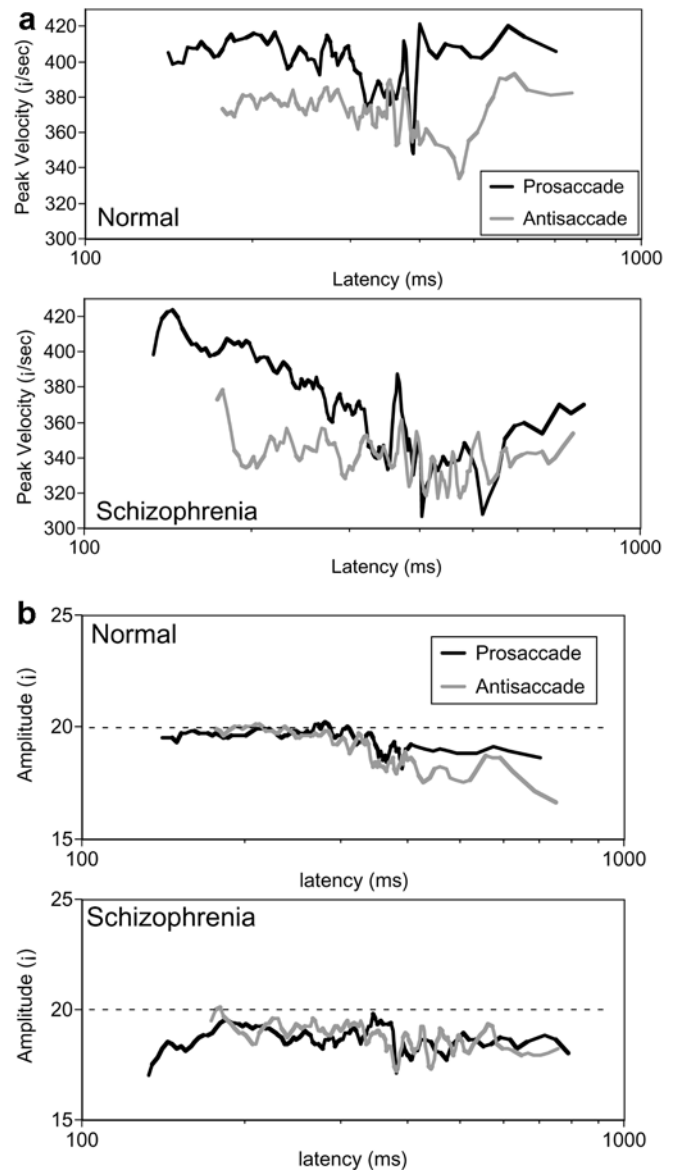 a
Peak Velocity (¡/sec)
420
400
380
360
340
320
300
Normal
Prosaccade
Antisaccade
100
1000
Latency (ms)
Peak Velocity (¡/sec)
420
400
380
360
340
320
300
Schizophrenia
100
1000
Latency (ms)
b
Amplitude (¡)
25
20
15
Normal
Prosaccade
Antisaccade
100
1000
latency (ms)
Amplitude (¡)
25
20
15
Schizophrenia
100
1000
latency (ms)